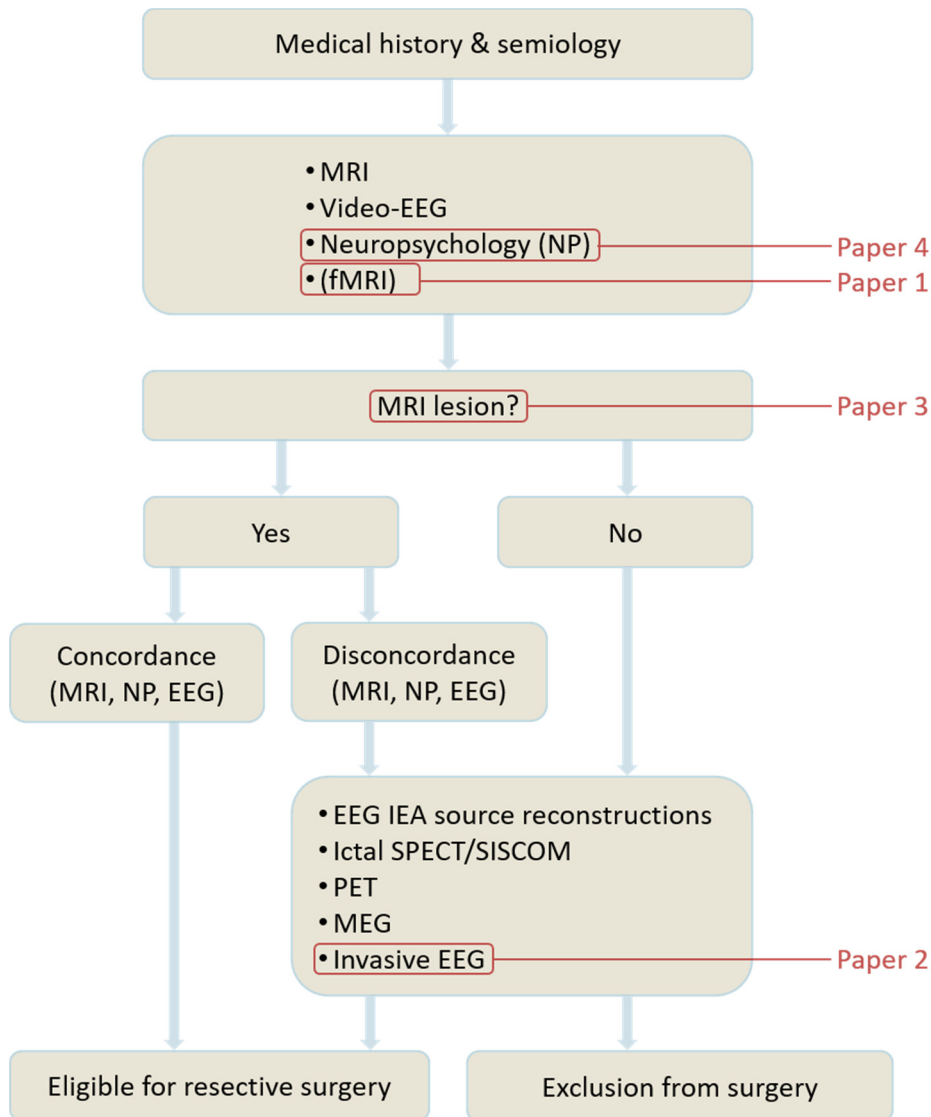 Medical history & semiology
• MRI
• Video-EEG
• Neuropsychology (NP)
Paper 4
• (fMRI)
Paper 1
MRI lesion?
Paper 3
Yes
No
Concordance
(MRI, NP, EEG)
Disconcordance
(MRI, NP, EEG)
• EEG IEA source reconstructions
• Ictal SPECT/SISCOM
• PET
• MEG
• Invasive EEG
Paper 2
Eligible for resective surgery
Exclusion from surgery